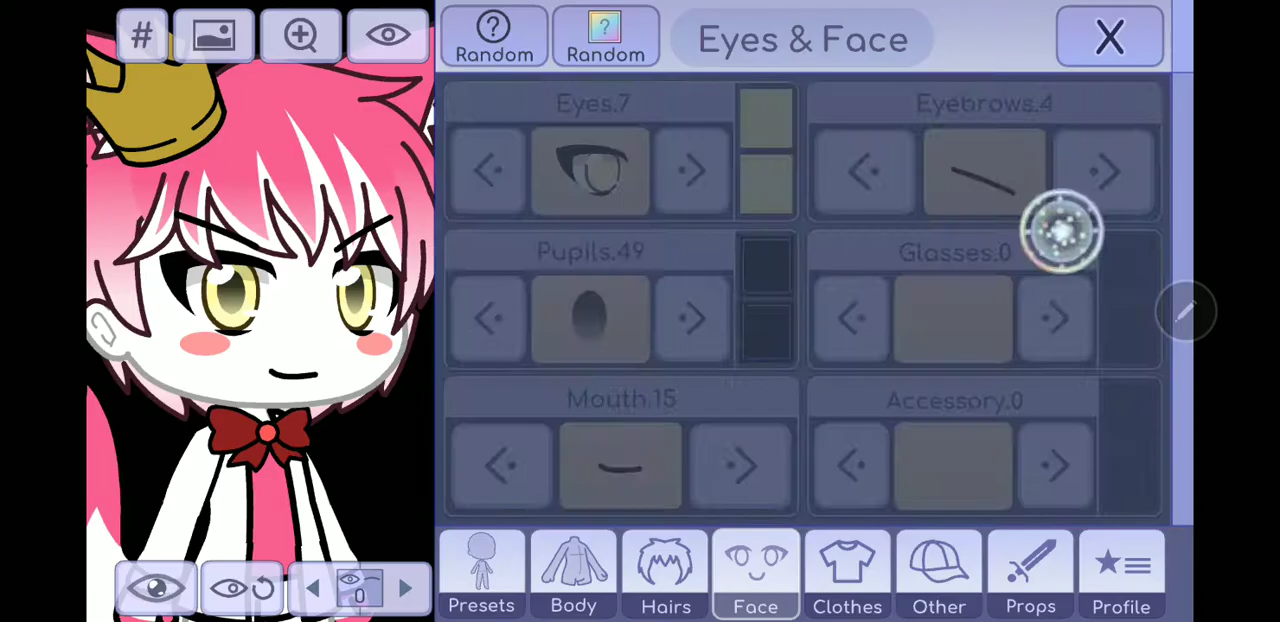 #
?
Random
?
Random
Eyes & Face
X
Eyes.7
Eyebrows.4
Pupils.49
Glasses.0
Mouth.15
Accessory.0
0
Presets
Body
Hairs
Face
Clothes
Other
Props
Profile